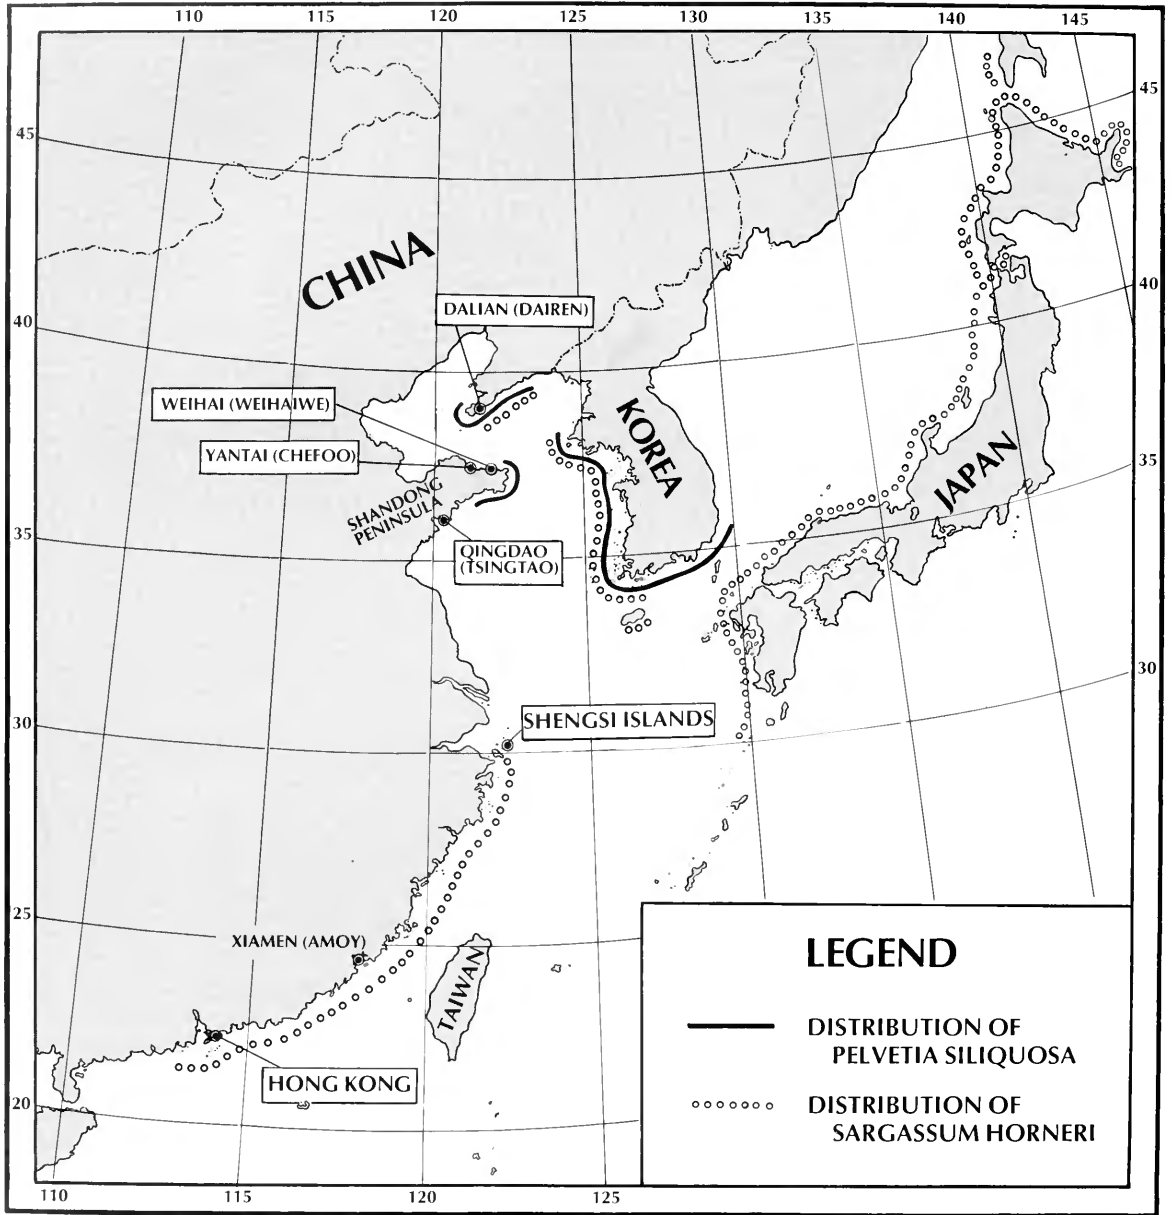 110 115 120 125 130 135 140 145
45
45
CHINA
40
DALIAN (DAIREN)
40
WEIHAI (WEIHAIWE)
KOREA
YANTAI (CHEFOO)
JAPAN
35
SHANDONG
PENINSULA
35
QINGDAO
(TSINGTAO)
30
SHENGSI ISLANDS
30
25
XIAMEN (AMOY)
TAIWAN
HONG KONG
20
110 115 120 125
LEGEND
DISTRIBUTION OF
PELVETIA SILIQUOSA
DISTRIBUTION OF
SARGASSUM HORNERI